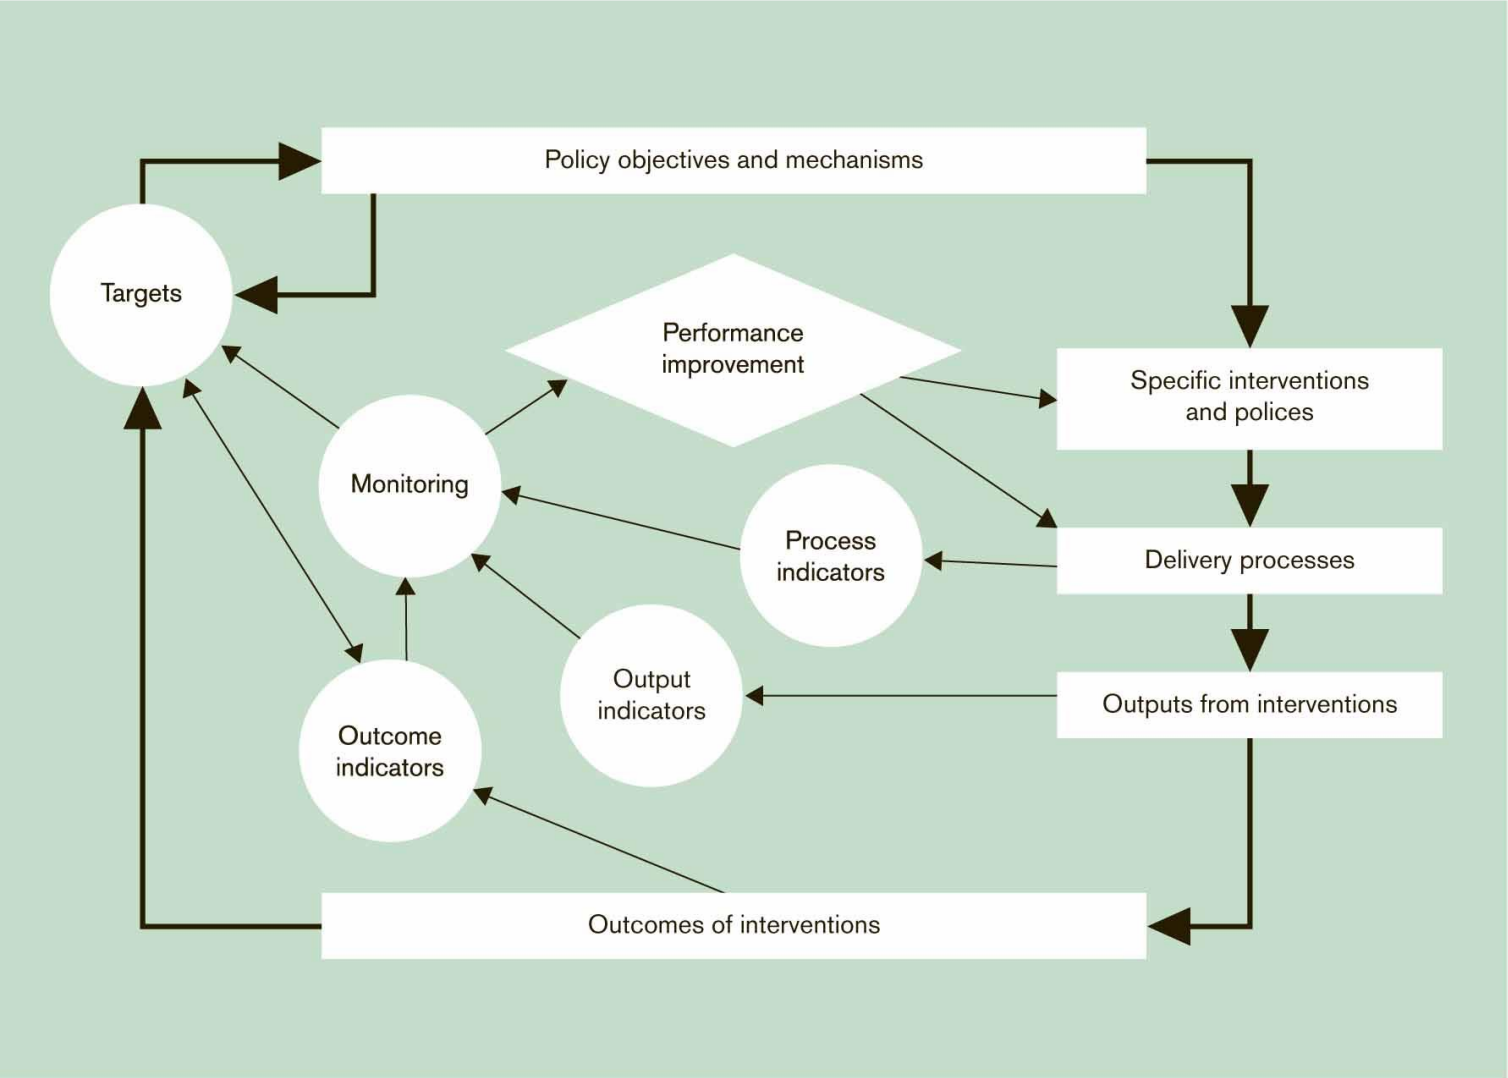 Policy objectives and mechanisms
Targets
Performance
improvement
Specific interventions
and polices
Monitoring
Process
indicators
Delivery processes
Output
indicators
Outputs from interventions
Outcome
indicators
Outcomes of interventions